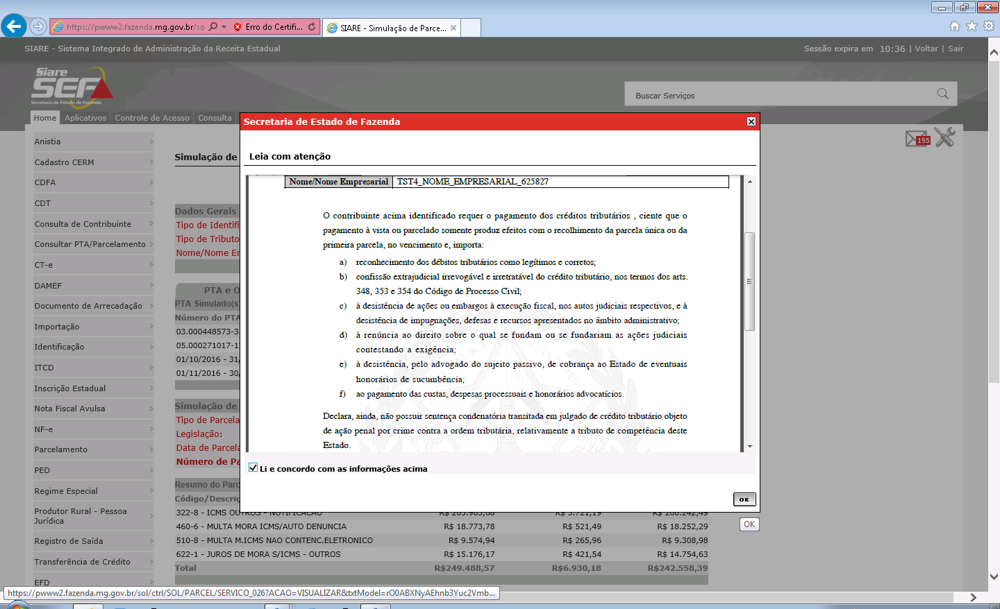 https://pwww2.fazenda.mg.gov.br/so
Erro do Certifi...
SIARE - Simulação de Parce...
SIARE - Sistema Integrado de Administração da Receita Estadual
Sessão expira em 10:36 | Voltar | Sair
Siare
SEF
Secretaria de Estado de Fazenda
Buscar Serviços
Home
Aplicativos
Controle de Acesso
Consulta
195
Anistia
Cadastro CERM
CDFA
CDT
Consulta de Contribuinte
Consultar PTA/Parcelamento
CT-e
DAMEF
Documento de Arrecadação
Importação
Identificação
ITCD
Inscrição Estadual
Nota Fiscal Avulsa
NF-e
Parcelamento
PED
Regime Especial
Produtor Rural - Pessoa
Jurídica
Registro de Saída
Transferência de Crédito
EFD
Simulação de
Dados Gerais
Tipo de Identifi
Tipo de Tributo
Nome/Nome En
PTA e O
PTA Simulado(s)
Número do PTA
03.000448573-3
05.000271017-1
01/10/2016 - 31/
01/11/2016 - 30/
Simulação de
Tipo de Parcela
Legislação:
Data de Parcela
Número de Pa
Resumo do Parc
Código/Descriç
322-8 - ICMS OUTROS - NOTIFICACAO
460-6 - MULTA MORA ICMS/AUTO DENUNCIA R$ 18.773,78 R$ 521,49 R$ 18.252,29
510-8 - MULTA M.ICMS NAO CONTENC.ELETRONICO R$ 9.574,94 R$ 265,96 R$ 9.308,98
622-1 - JUROS DE MORA S/ICMS - OUTROS R$ 15.176,17 R$ 421,54 R$ 14.754,63
Total R$249.488,57 R$6.930,18 R$242.558,39
Secretaria de Estado de Fazenda
Leia com atenção
Nome/Nome Empresarial TST4_NOME_EMPRESARIAL_625827
O contribuinte acima identificado requer o pagamento dos créditos tributários , ciente que o
pagamento à vista ou parcelado somente produz efeitos com o recolhimento da parcela única ou da
primeira parcela, no vencimento e, importa:
a) reconhecimento dos débitos tributários como legítimos e corretos;
b) confissão extrajudicial irrevogável e irretratável do crédito tributário, nos termos dos arts.
348, 353 e 354 do Código de Processo Civil;
c) à desistência de ações ou embargos à execução fiscal, nos autos judiciais respectivos, e à
desistência de impugnações, defesas e recursos apresentados no âmbito administrativo;
d) à renúncia ao direito sobre o qual se fundam ou se fundariam as ações judiciais
contestando a exigência;
e) à desistência, pelo advogado do sujeito passivo, de cobrança ao Estado de eventuais
honorários de sucumbência;
f) ao pagamento das custas, despesas processuais e honorários advocatícios.
Declara, ainda, não possuir sentença condenatória transitada em julgado de crédito tributário objeto
de ação penal por crime contra a ordem tributária, relativamente a tributo de competência deste
Estado.
Li e concordo com as informações acima
OK
OK
https://pwww2.fazenda.mg.gov.br/sol/ctrl/SOL/PARCEL/SERVICO_026?ACAO=VISUALIZAR&txtModel=rO0ABXNyAEhnb3Yuc2Vmb...